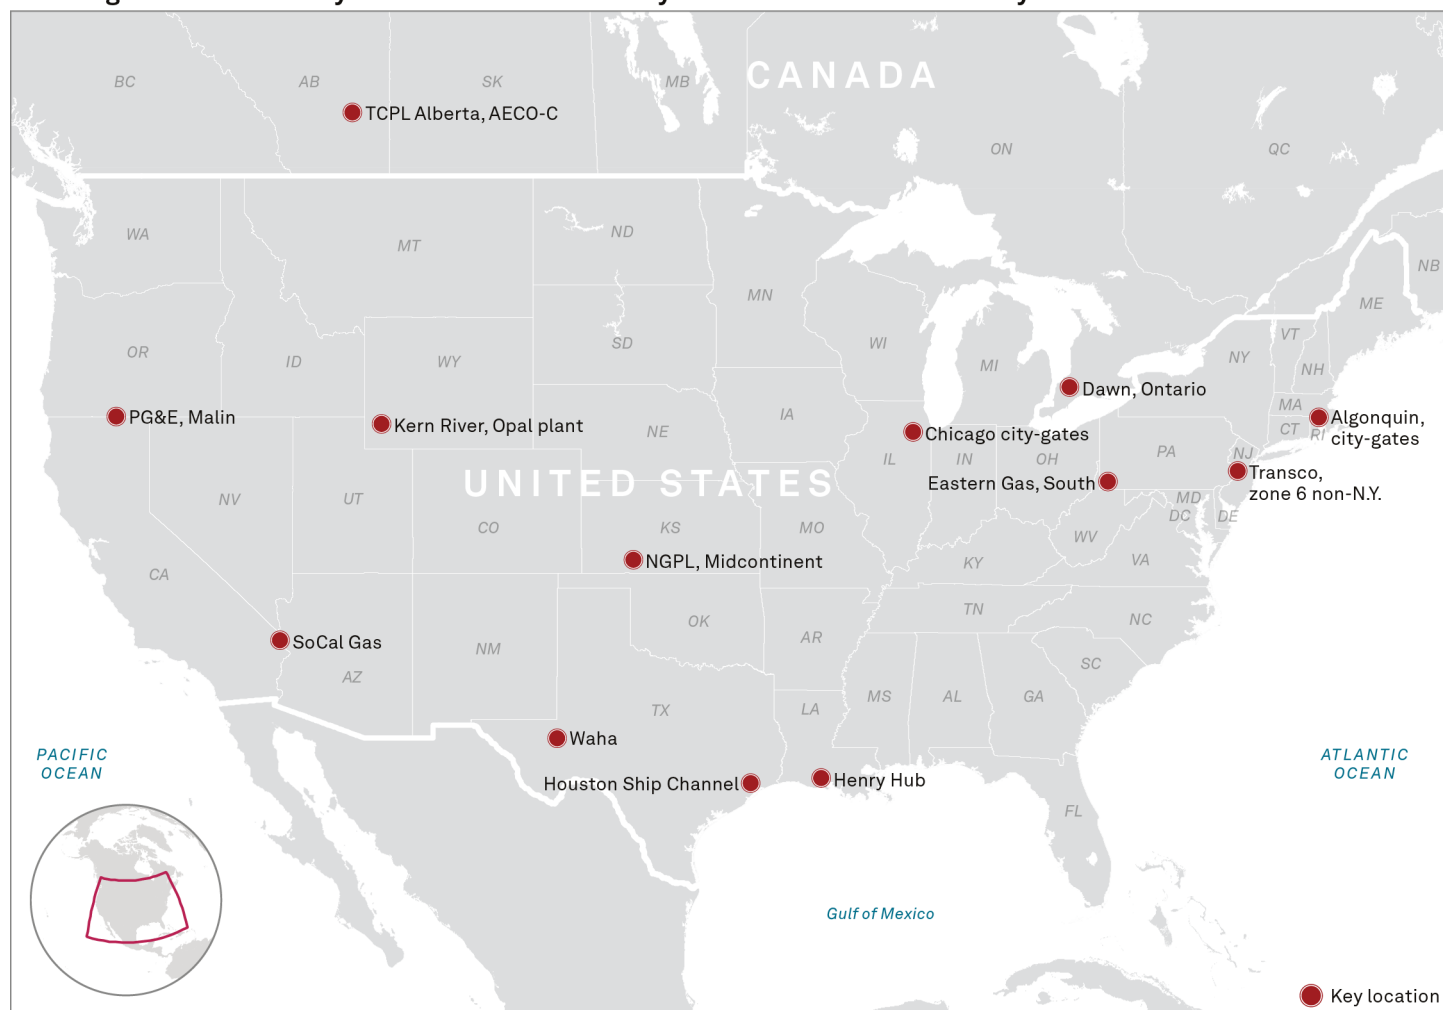 CANADA
BC
AB
SK
MB
TCPL Alberta, AECO-C
ON
QC
WA
MT
ND
MN
NB
ME
OR
ID
WY
SD
WI
MI
NY
VT
NH
Dawn, Ontario
MA
PG&E, Malin
Kern River, Opal plant
NE
IA
Chicago city-gates
CT
RI
Algonquin,
city-gates
IL
IN
OH
PA
NJ
UNITED STATES
Eastern Gas, South
Transco,
zone 6 non-N.Y.
NV
UT
CO
KS
MO
MD
DC
DE
WV
VA
CA
NGPL, Midcontinent
KY
SoCal Gas
AZ
NM
OK
AR
TN
NC
SC
TX
LA
MS
AL
GA
Waha
Houston Ship Channel
Henry Hub
FL
PACIFIC
OCEAN
ATLANTIC
OCEAN
Gulf of Mexico
Key location